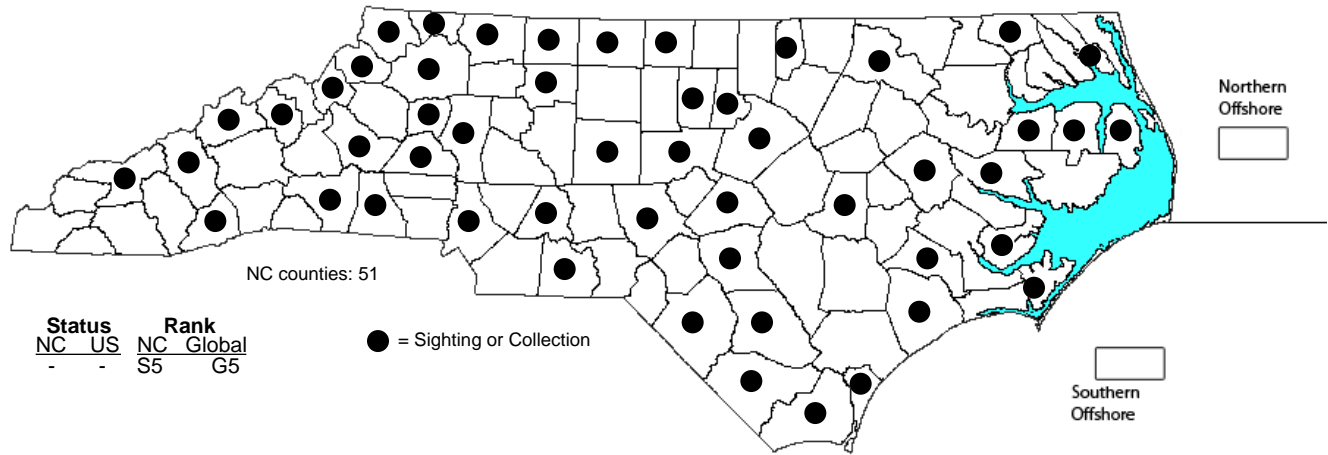 Northern
Offshore
NC counties: 51
Status Rank
NC US NC Global
- - S5 G5
= Sighting or Collection
Southern
Offshore